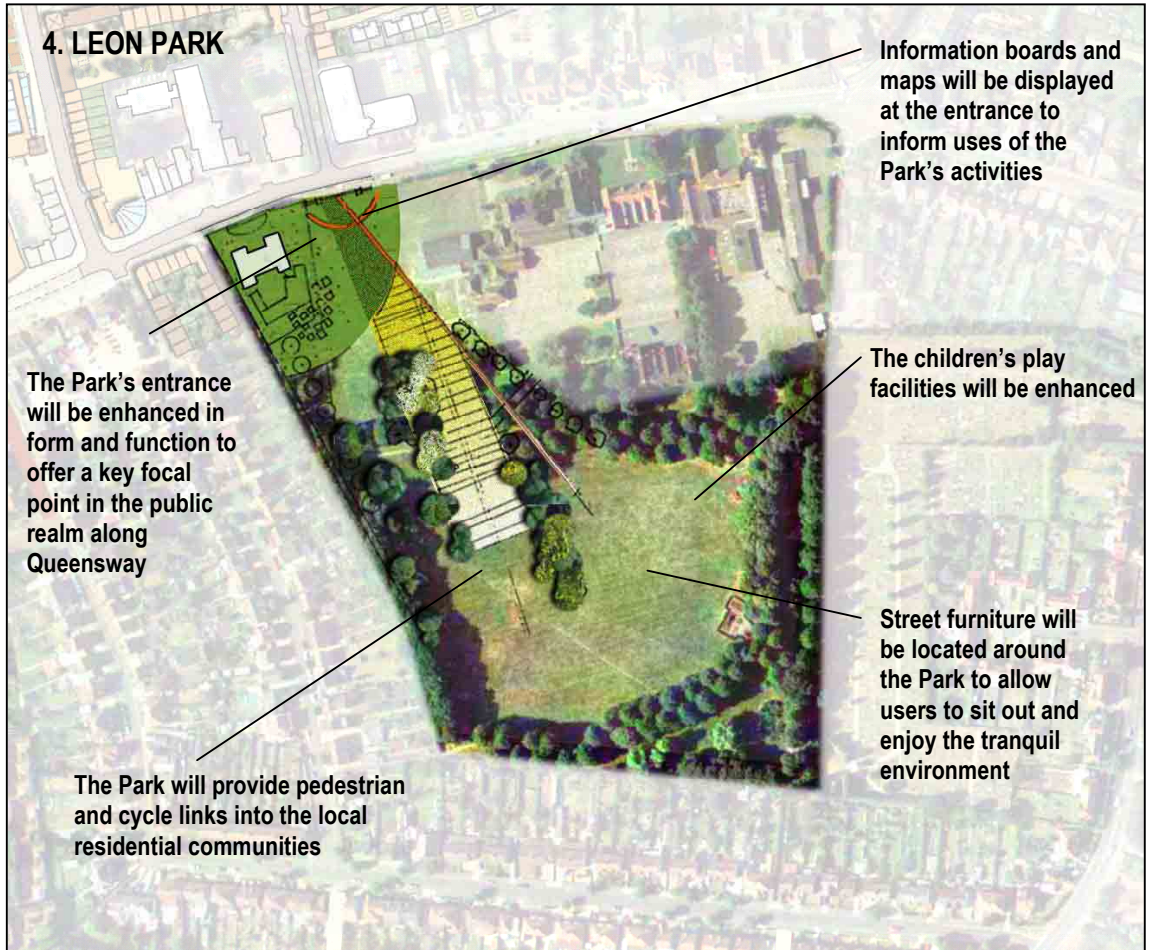 4. LEON PARK
Information boards and
maps will be displayed
at the entrance to
inform uses of the
Park's activities
The Park's entrance
will be enhanced in
form and function to
offer a key focal
point in the public
realm along
Queensway
The children's play
facilities will be enhanced
Street furniture will
be located around
the Park to allow
users to sit out and
enjoy the tranquil
environment
The Park will provide pedestrian
and cycle links into the local
residential communities